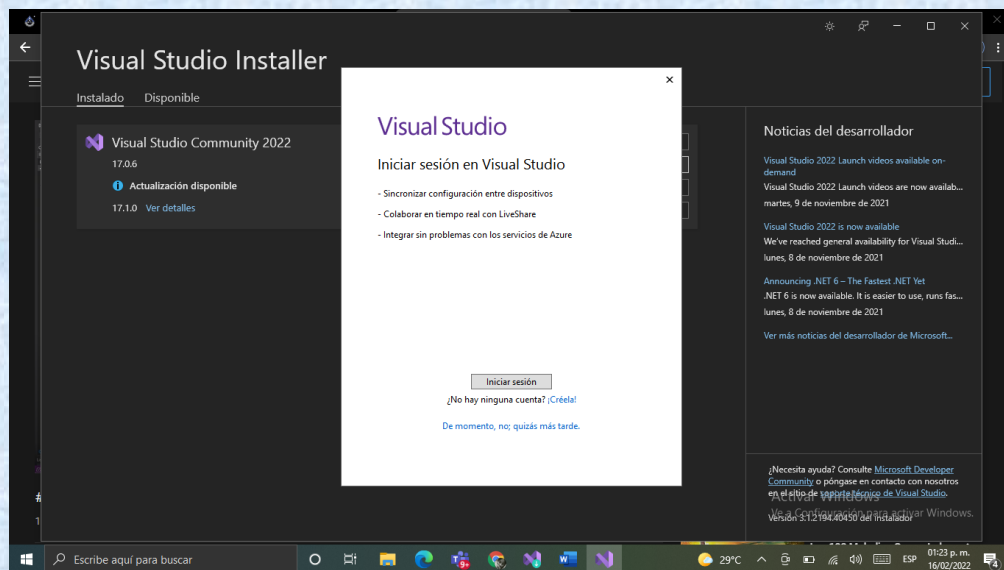 Visual Studio Installer
Instalado Disponible
Visual Studio Community 2022
17.0.6
Actualización disponible
17.1.0 Ver detalles
Visual Studio
Iniciar sesión en Visual Studio
- Sincronizar configuración entre dispositivos
- Colaborar en tiempo real con LiveShare
- Integrar sin problemas con los servicios de Azure
Iniciar sesión
¿No hay ninguna cuenta? ¡Créela!
De momento, no; quizás más tarde.
Noticias del desarrollador
Visual Studio 2022 Launch videos available on-
demand
Visual Studio 2022 Launch videos are now availab...
martes, 9 de noviembre de 2021
Visual Studio 2022 is now available
We've reached general availability for Visual Studi...
lunes, 8 de noviembre de 2021
Announcing .NET 6 – The Fastest .NET Yet
.NET 6 is now available. It is easier to use, runs fas...
lunes, 8 de noviembre de 2021
Ver más noticias del desarrollador de Microsoft...
¿Necesita ayuda? Consulte Microsoft Developer
Community o póngase en contacto con nosotros
en el sitio de soporte técnico de Visual Studio.
Activar Windows
Ve a Configuración para activar Windows.
Versión 3.1.2194.40450 del instalador
Escribe aquí para buscar
9+
29°C
ESP
01:23 p. m.
16/02/2022
4